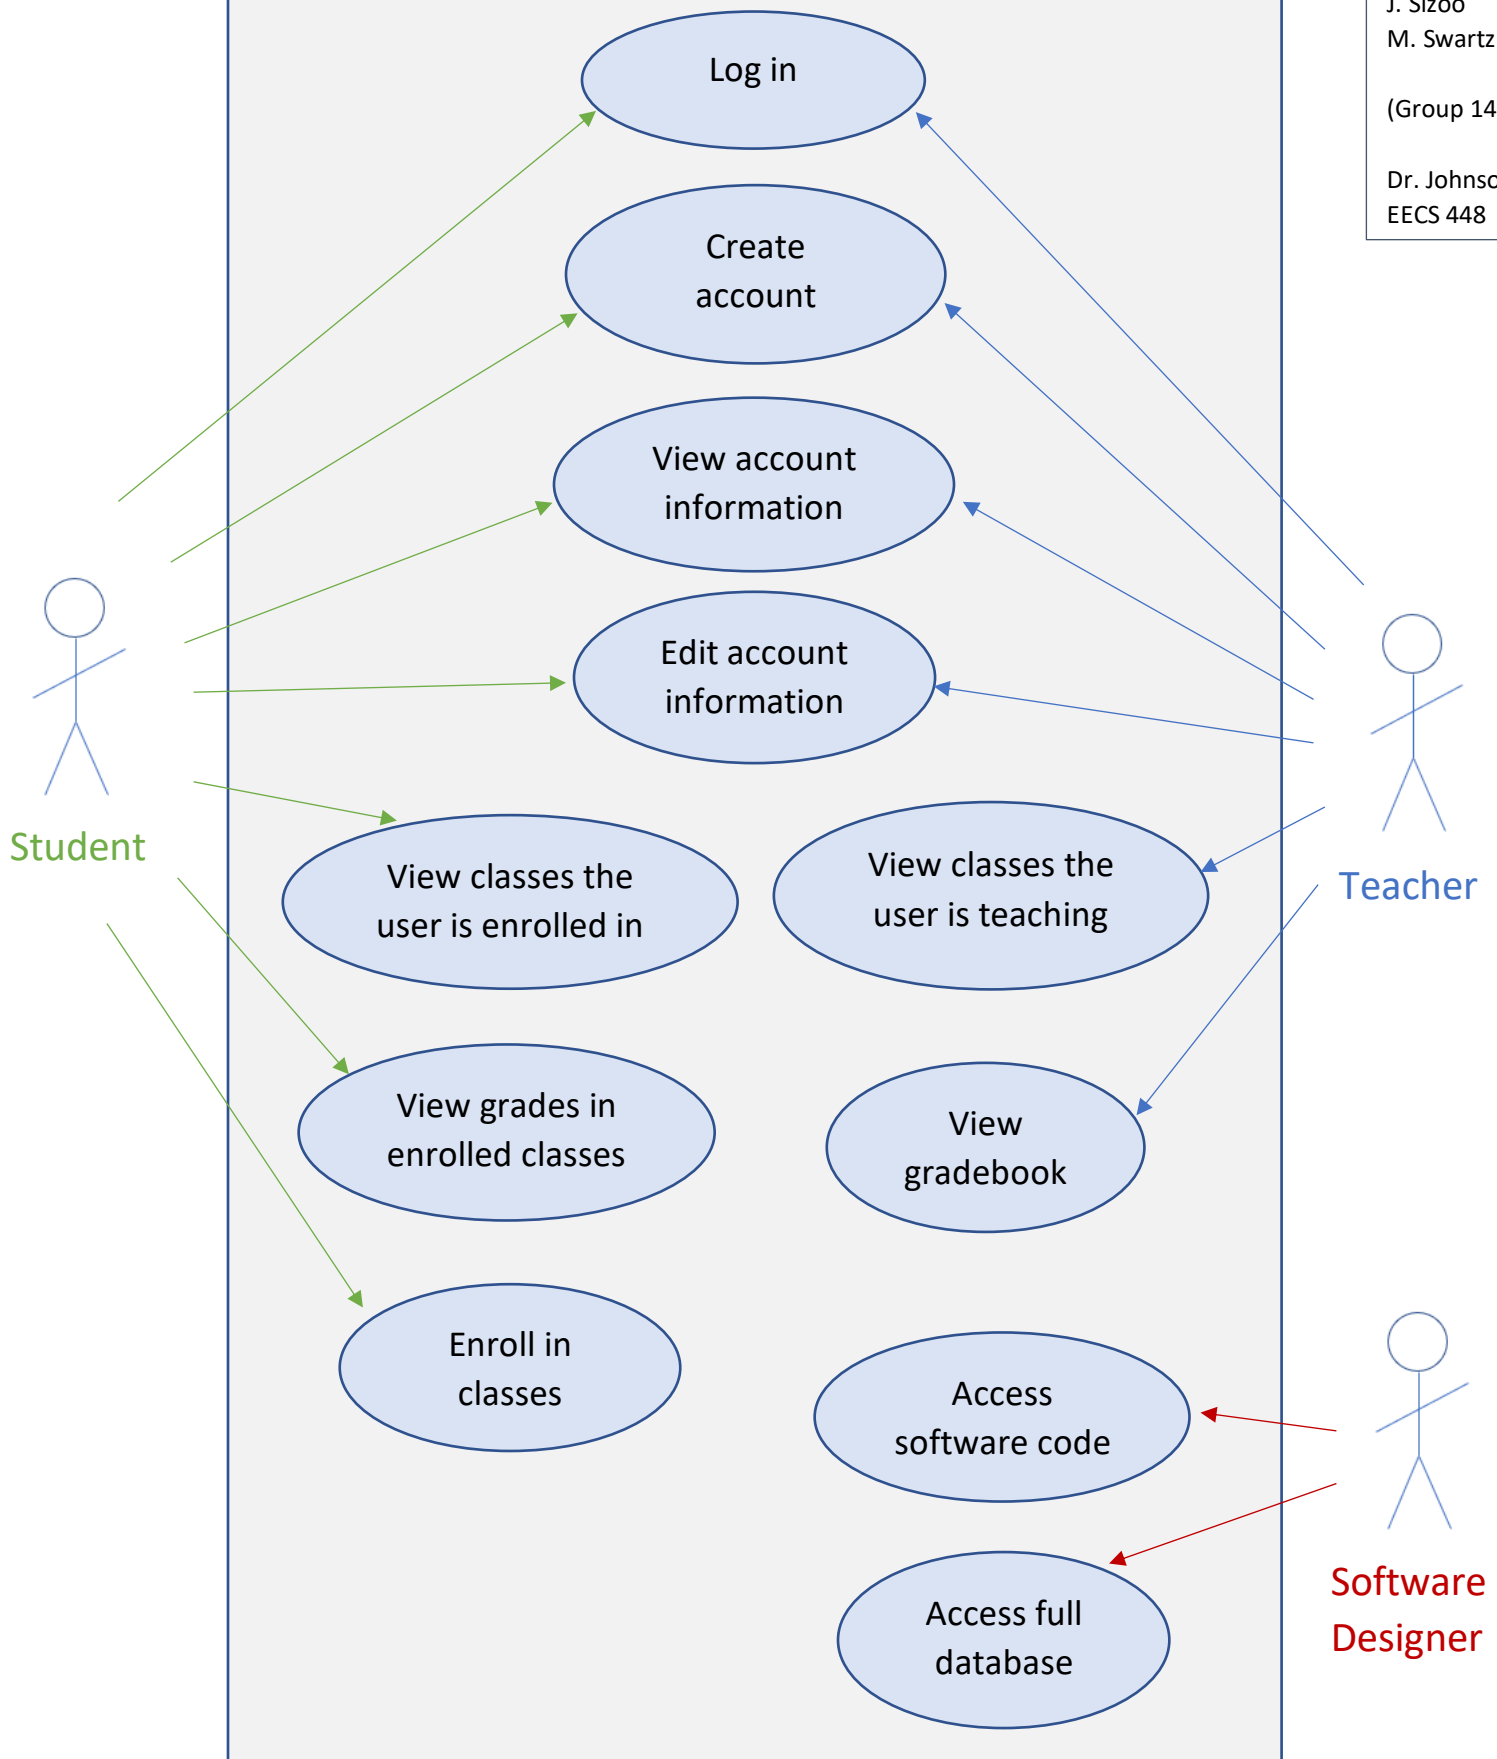 J. Sizoo
M. Swartz
(Group 14
Dr. Johnso
EECS 448
Log in
Create
account
View account
information
Edit account
information
Student
View classes the
user is enrolled in
View classes the
user is teaching
Teacher
View grades in
enrolled classes
View
gradebook
Enroll in
classes
Access
software code
Software
Designer
Access full
database